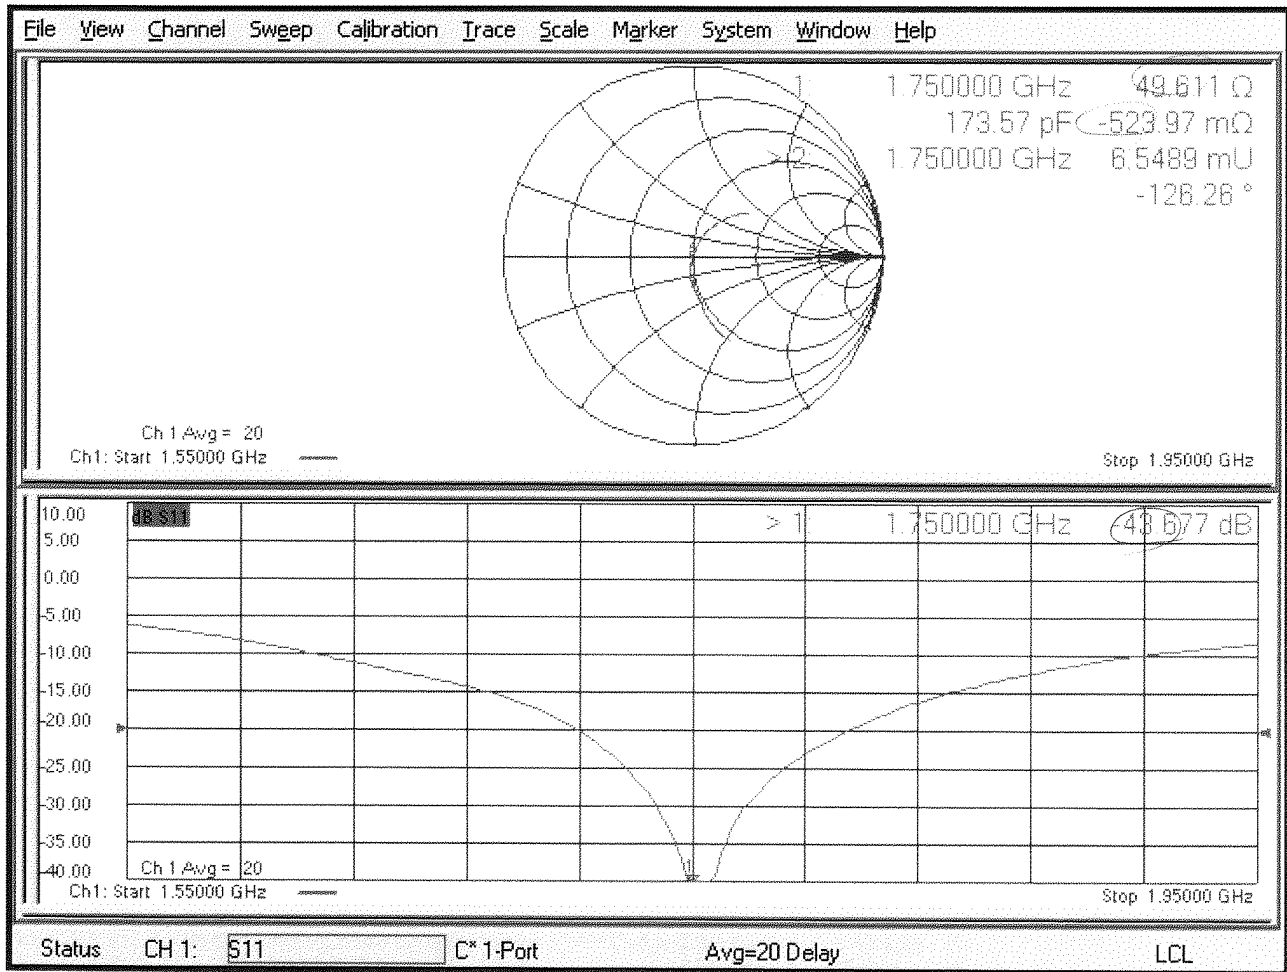 File View Channel Sweep Calibration Trace Scale Marker System Window Help
1: 1.750000 GHz 49.611 Ω
173.57 pF -523.97 mΩ
> 2: 1.750000 GHz 6.5489 mU
-126.26 °
Ch 1 Avg = 20
Ch1: Start 1.55000 GHz
Stop 1.95000 GHz
10.00 dB S11
> 1: 1.750000 GHz -43.677 dB
5.00
0.00
-5.00
-10.00
-15.00
-20.00
-25.00
-30.00
-35.00
-40.00
1
Ch 1 Avg = 20
Ch1: Start 1.55000 GHz
Stop 1.95000 GHz
Status CH 1: S11 C* 1-Port Avg=20 Delay LCL